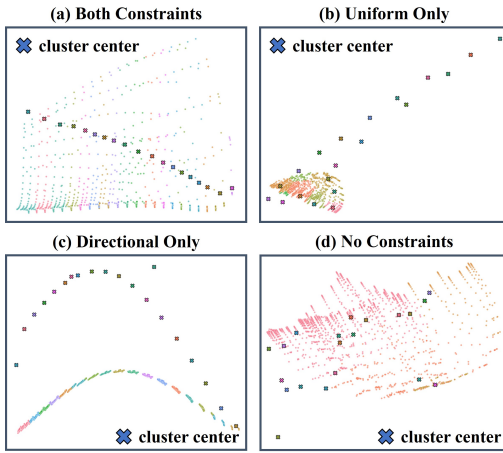 (a) Both Constraints
cluster center
(b) Uniform Only
cluster center
(c) Directional Only
cluster center
(d) No Constraints
cluster center